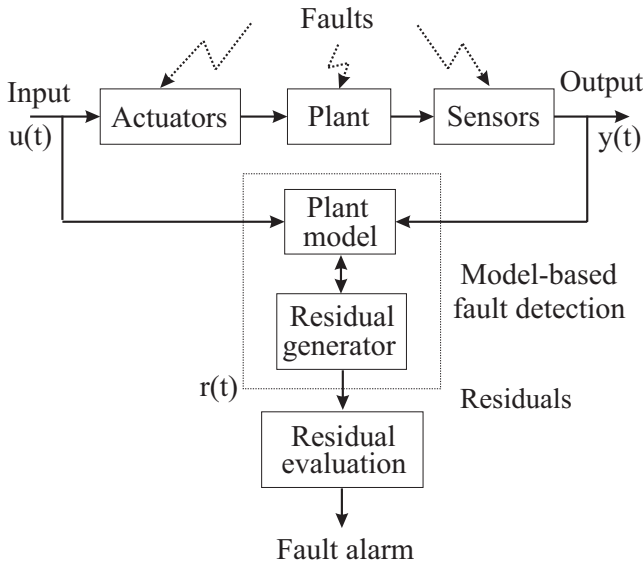 Faults
Input
Output
Actuators
Plant
Sensors
u(t)
y(t)
Plant
model
Model-based
fault detection
Residual
generator
r(t)
Residuals
Residual
evaluation
Fault alarm